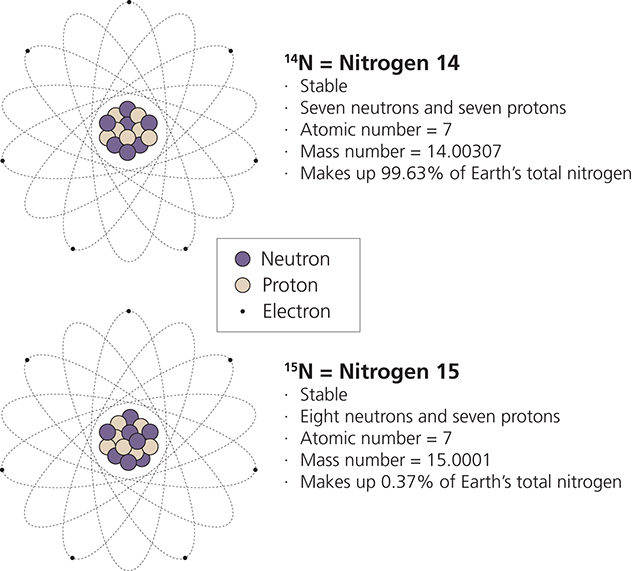 ¹⁴N = Nitrogen 14
· Stable
· Seven neutrons and seven protons
· Atomic number = 7
· Mass number = 14.00307
· Makes up 99.63% of Earth’s total nitrogen
Neutron
Proton
Electron
¹⁵N = Nitrogen 15
· Stable
· Eight neutrons and seven protons
· Atomic number = 7
· Mass number = 15.0001
· Makes up 0.37% of Earth’s total nitrogen